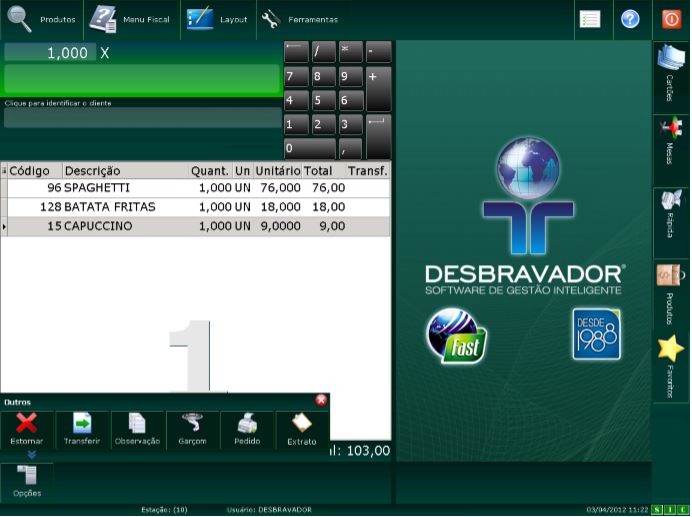 Produtos Menu Fiscal Layout Ferramentas
1,000 X
Clique para identificar o cliente
/ * -
7 8 9 +
4 5 6
1 2 3
0 ,
Código Descrição Quant. Un Unitário Total Transf.
96 SPAGHETTI 1,000 UN 76,000 76,00
128 BATATA FRITAS 1,000 UN 18,000 18,00
15 CAPUCCINO 1,000 UN 9,0000 9,00
1
Outros
Estornar Transferir Observação Garçom Pedido Extrato
al: 103,00
Opções
DESBRAVADOR®
SOFTWARE DE GESTÃO INTELIGENTE
fast
DESDE
1988
Cartões
Mesas
Rápida
Produtos
Favoritos
Estação: (10) Usuário: DESBRAVADOR 03/04/2012 11:22 S I C